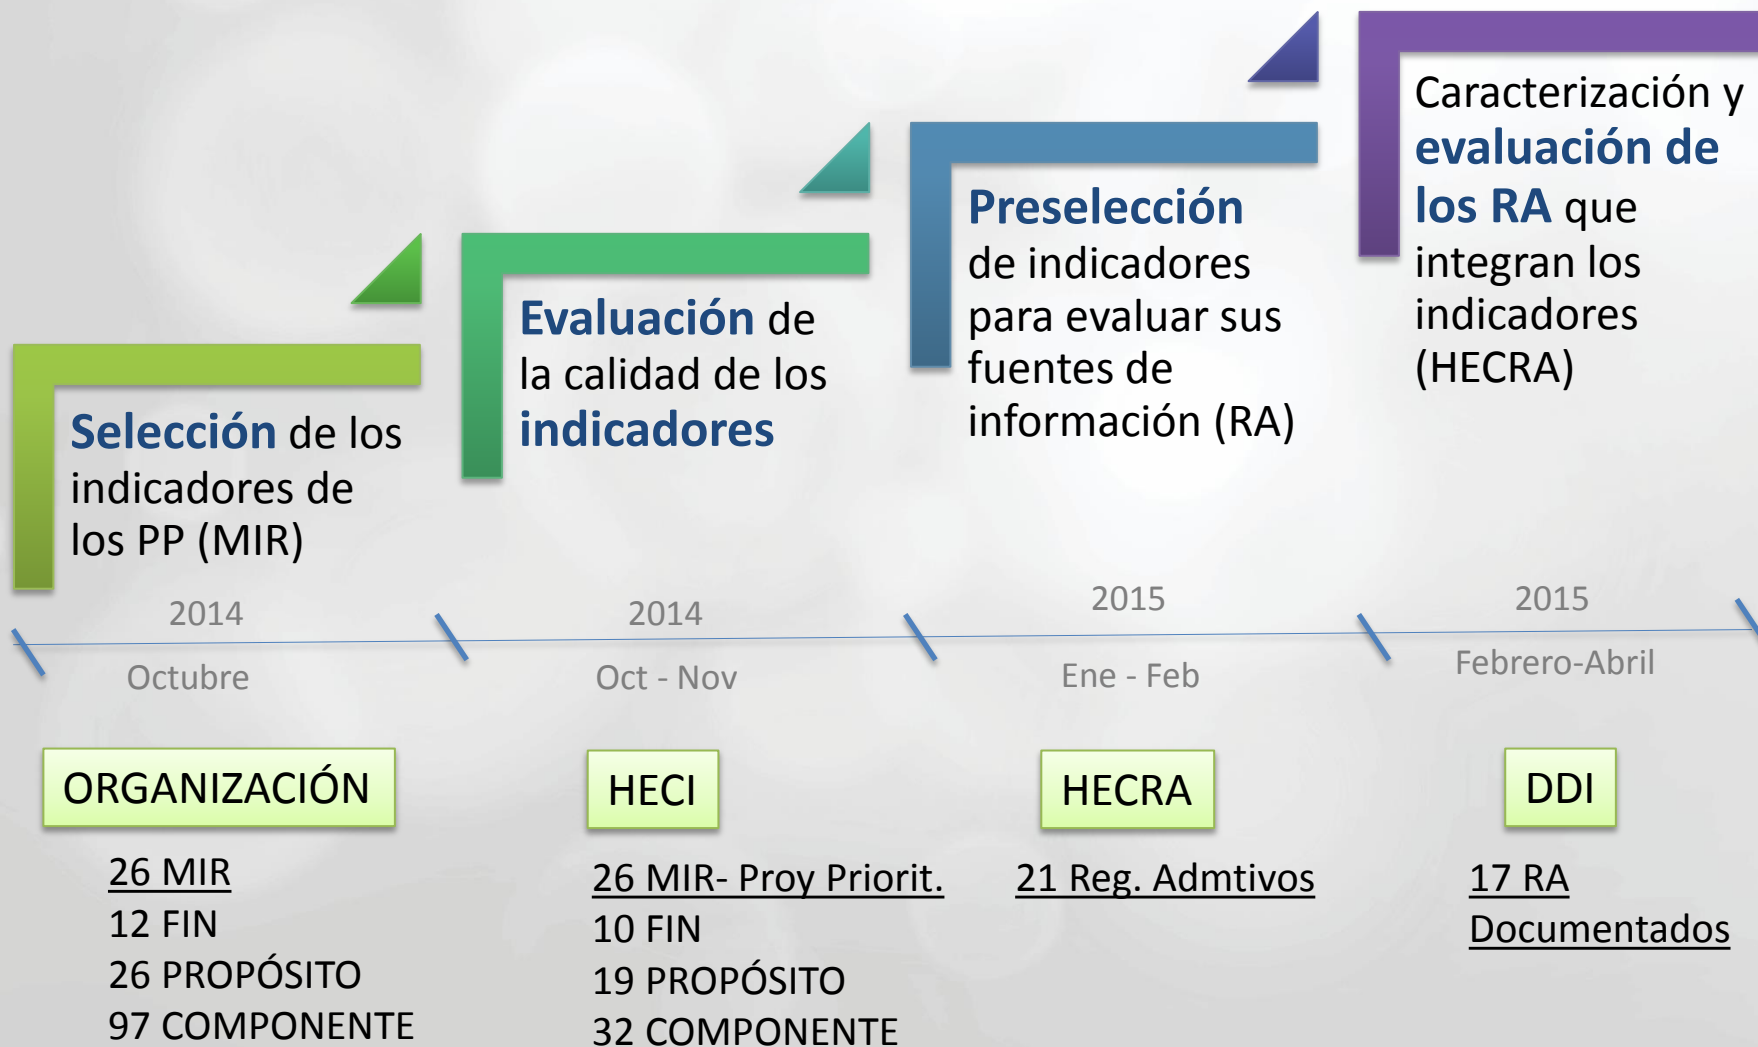 Selección de los
indicadores de
los PP (MIR)
Evaluación de
la calidad de los
indicadores
Preselección
de indicadores
para evaluar sus
fuentes de
información (RA)
Caracterización y
evaluación de
los RA que
integran los
indicadores
(HECRA)
2014
2014
2015
2015
Octubre
Oct - Nov
Ene - Feb
Febrero-Abril
ORGANIZACIÓN
26 MIR
12 FIN
26 PROPÓSITO
97 COMPONENTE
HECI
26 MIR- Proy Priorit.
10 FIN
19 PROPÓSITO
32 COMPONENTE
HECRA
21 Reg. Admtivos
DDI
17 RA
Documentados